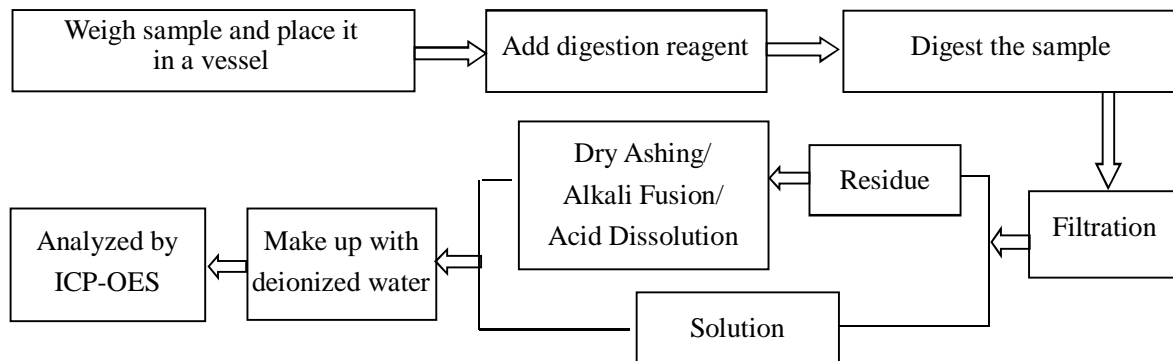 Weigh sample and place it
in a vessel
Add digestion reagent
Digest the sample
Filtration
Residue
Dry Ashing/
Alkali Fusion/
Acid Dissolution
Solution
Make up with
deionized water
Analyzed by
ICP-OES